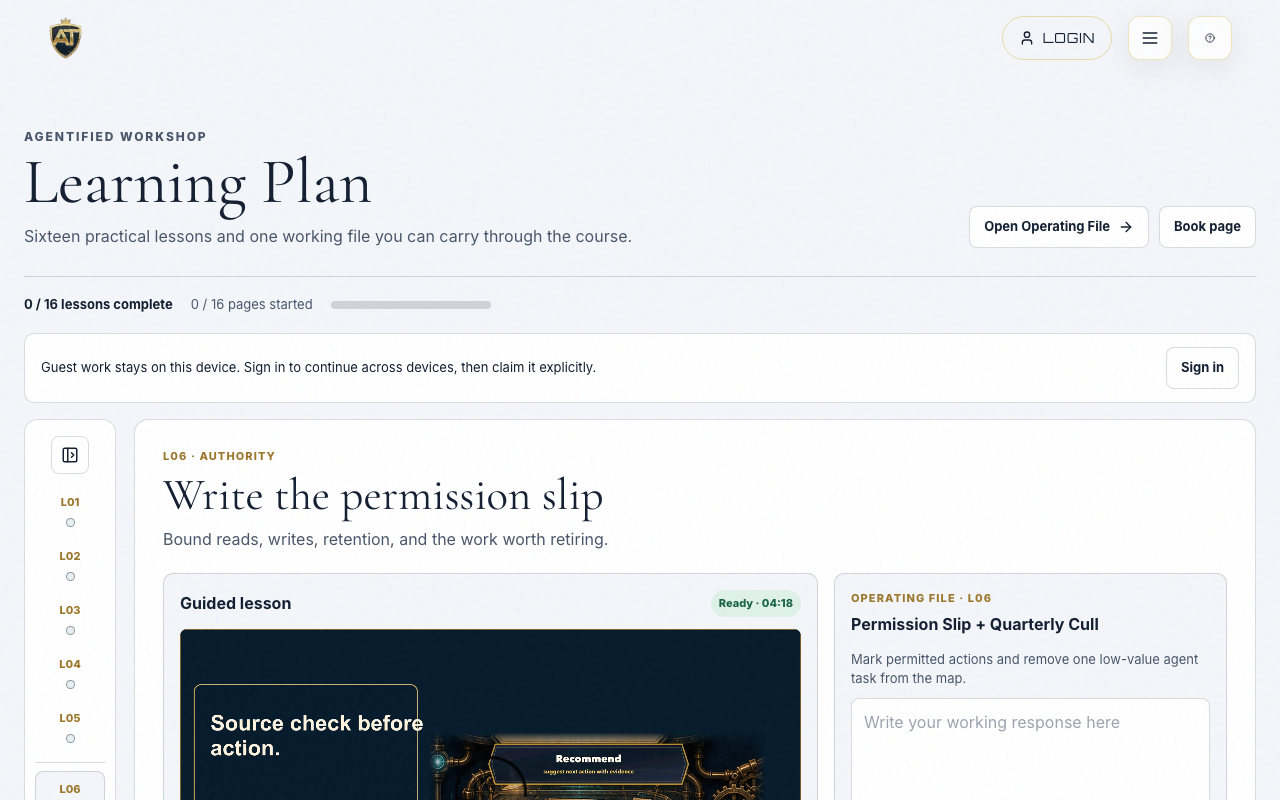 AT
LOGIN
AGENTIFIED WORKSHOP
Learning Plan
Sixteen practical lessons and one working file you can carry through the course.
Open Operating File
Book page
0 / 16 lessons complete
0 / 16 pages started
Guest work stays on this device. Sign in to continue across devices, then claim it explicitly.
Sign in
L01
L02
L03
L04
L05
L06
L06 · AUTHORITY
Write the permission slip
Bound reads, writes, retention, and the work worth retiring.
Guided lesson
Ready · 04:18
Source check before
action.
Recommend
suggest next action with evidence
OPERATING FILE · L06
Permission Slip + Quarterly Cull
Mark permitted actions and remove one low-value agent
task from the map.
Write your working response here